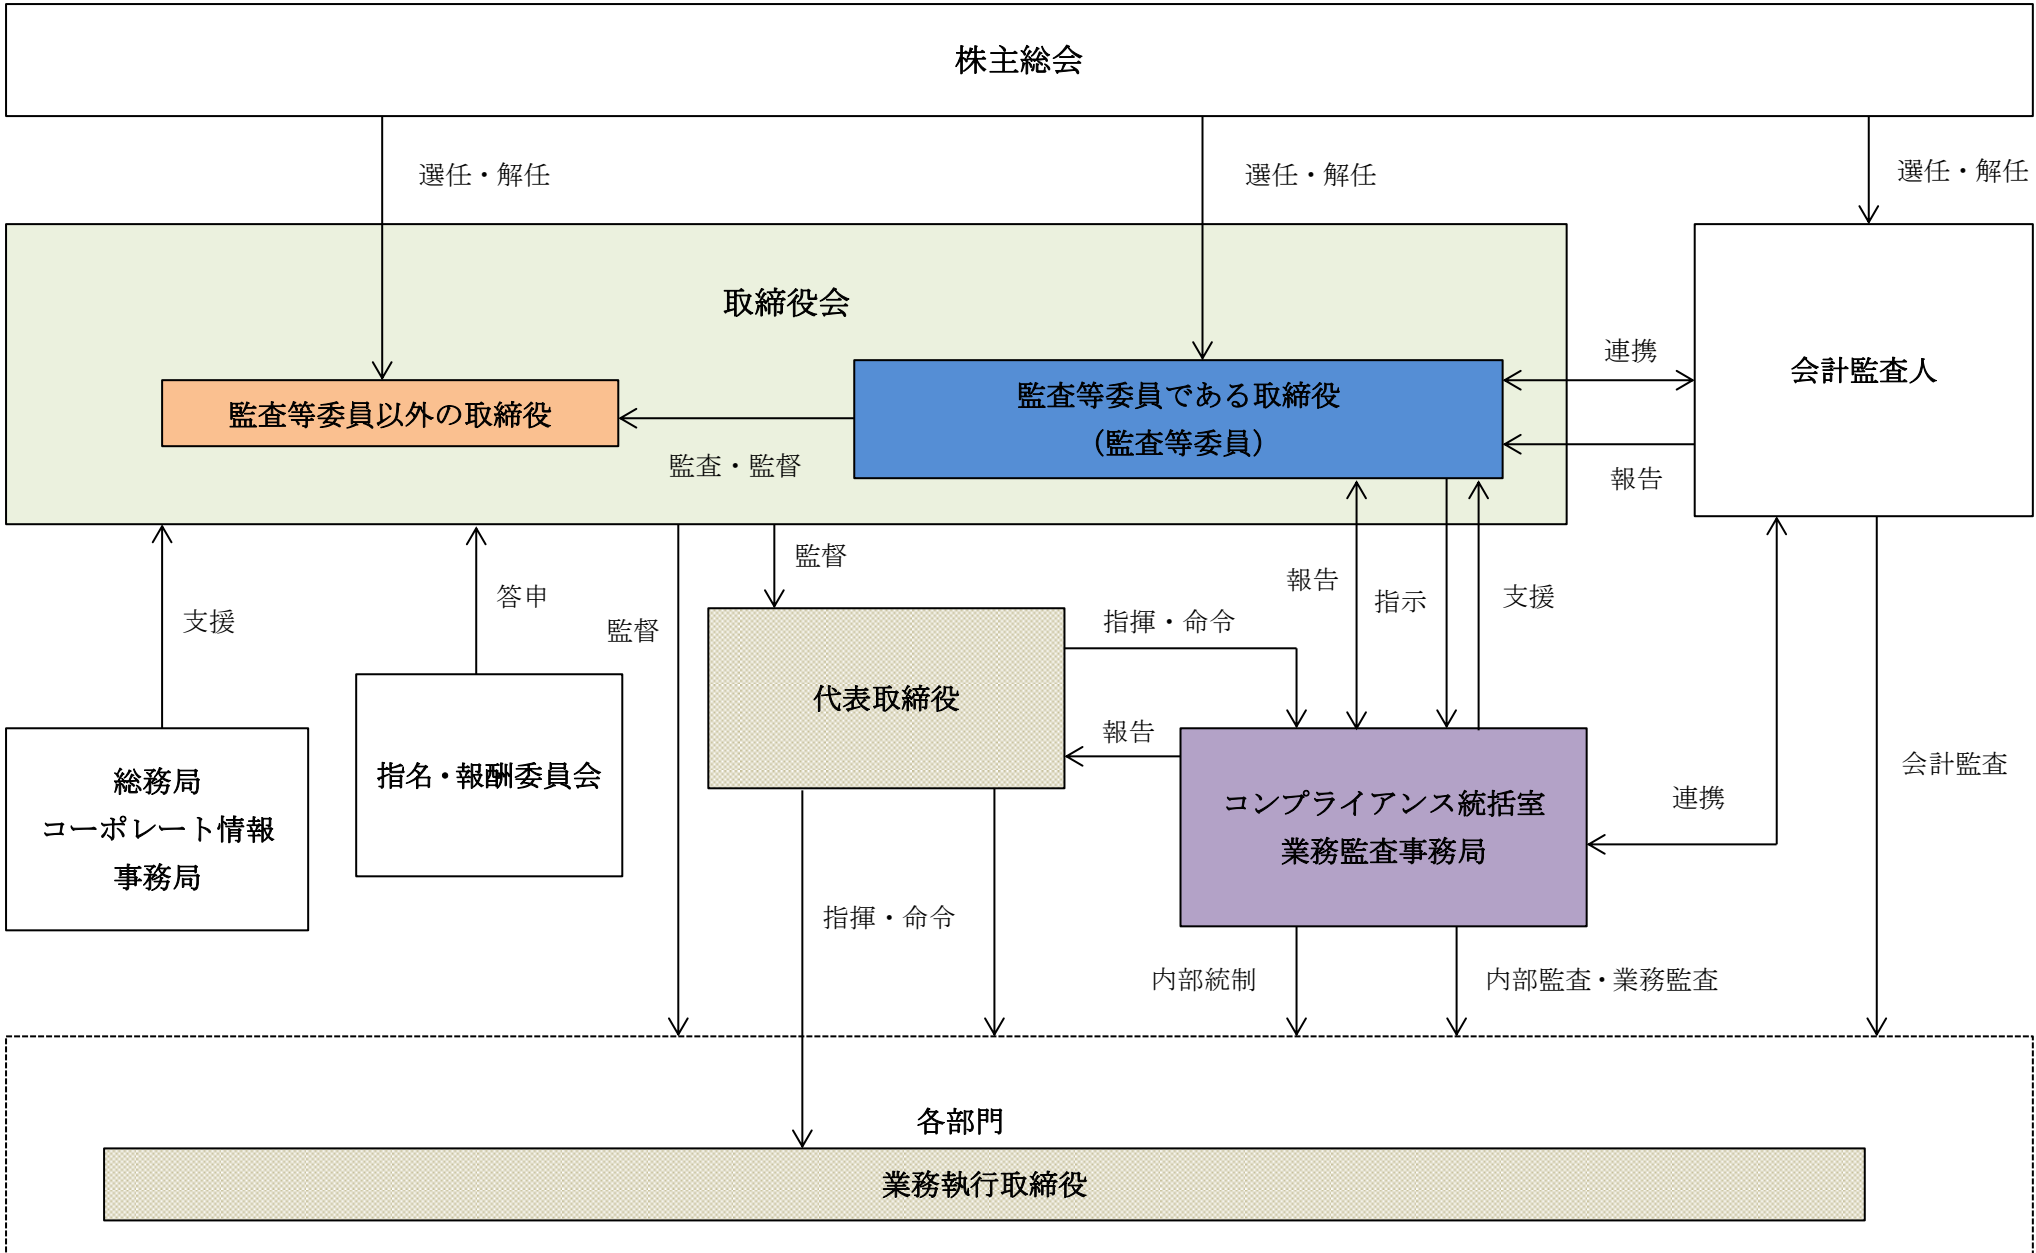 株主総会
選任・解任
選任・解任
選任・解任
取締役会
監査等委員以外の取締役
監査等委員である取締役
（監査等委員）
監査・監督
連携
報告
会計監査人
支援
答申
監督
監督
報告
指示
支援
指揮・命令
代表取締役
報告
総務局
コーポレート情報
事務局
指名・報酬委員会
コンプライアンス統括室
業務監査事務局
連携
会計監査
指揮・命令
内部統制
内部監査・業務監査
各部門
業務執行取締役